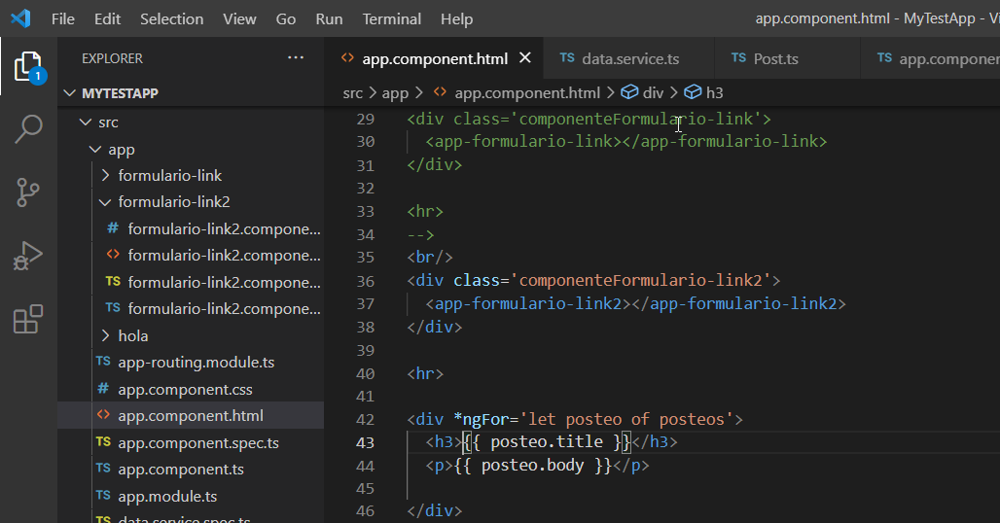 File Edit Selection View Go Run Terminal Help app.component.html - MyTestApp - Vi
1
EXPLORER ···
MYTESTAPP
src
app
formulario-link
formulario-link2
# formulario-link2.compone...
<> formulario-link2.compone...
TS formulario-link2.compone...
TS formulario-link2.compone...
hola
TS app-routing.module.ts
# app.component.css
<> app.component.html
TS app.component.spec.ts
TS app.component.ts
TS app.module.ts
TS data.service.spec.ts
<> app.component.html × TS data.service.ts TS Post.ts TS app.componen
src > app > <> app.component.html > div > h3
29 <div class='componenteFormulario-link'>
30 <app-formulario-link></app-formulario-link>
31 </div>
32
33 <hr>
34 -->
35 <br/>
36 <div class='componenteFormulario-link2'>
37 <app-formulario-link2></app-formulario-link2>
38 </div>
39
40 <hr>
41
42 <div *ngFor='let posteo of posteos'>
43 <h3>{{ posteo.title }}</h3>
44 <p>{{ posteo.body }}</p>
45
46 </div>